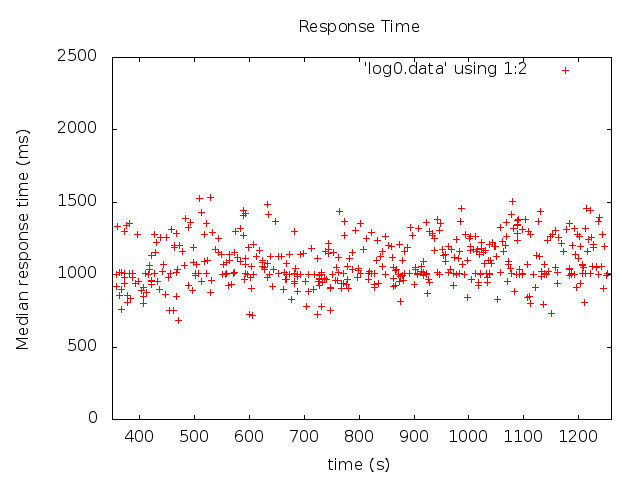 Response Time
'log0.data' using 1:2
2500
2000
1500
1000
500
0
Median response time (ms)
400 500 600 700 800 900 1000 1100 1200
time (s)